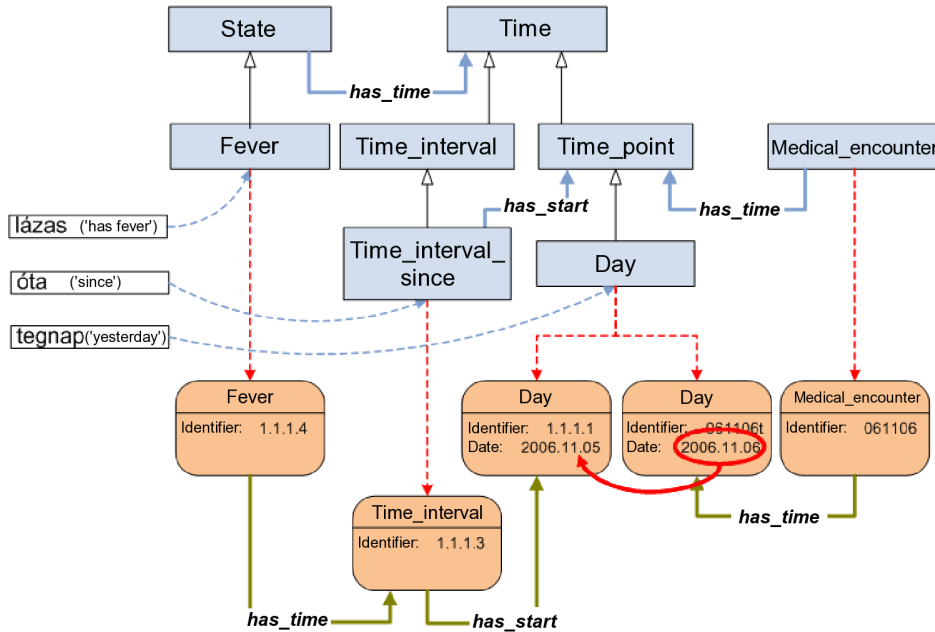 State
Time
has_time
Fever
Time_interval
Time_point
Medical_encounter
has_start
has_time
lázas ('has fever')
Time_interval_
since
Day
óta ('since')
tegnap('yesterday')
Fever
Identifier: 1.1.1.4
Day
Identifier: 1.1.1.1
Date: 2006.11.05
Day
Identifier: 061106t
Date: 2006.11.06
Medical_encounter
Identifier: 061106
Time_interval
Identifier: 1.1.1.3
has_time
has_time
has_start